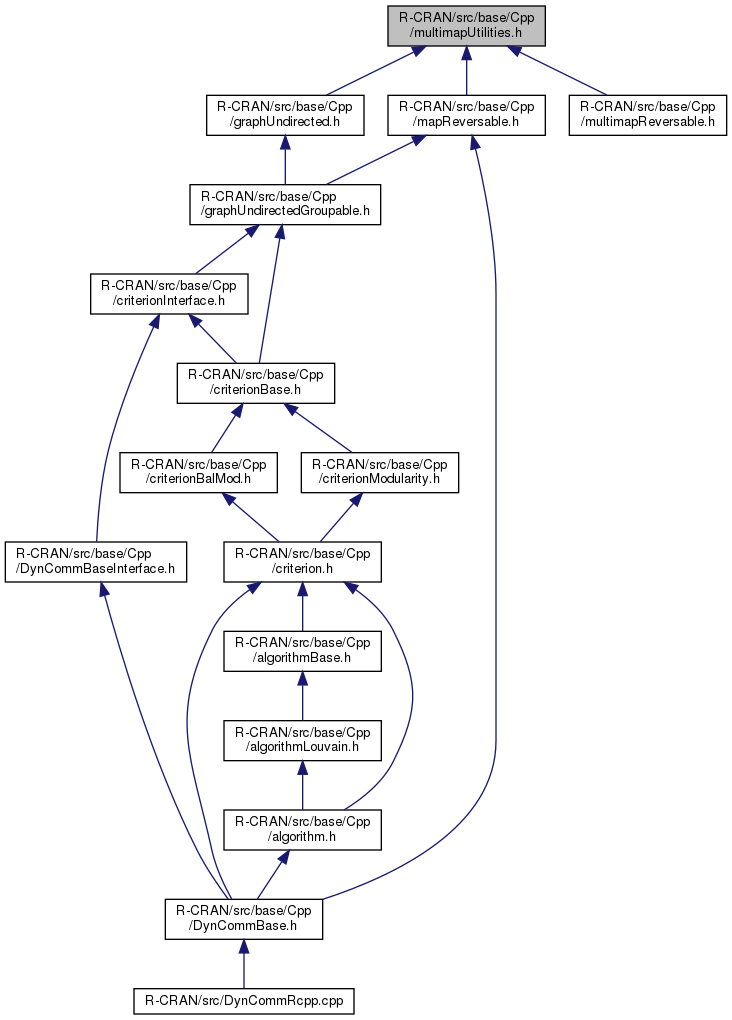 R-CRAN/src/base/Cpp
/multimapUtilities.h
R-CRAN/src/base/Cpp
/graphUndirected.h
R-CRAN/src/base/Cpp
/mapReversable.h
R-CRAN/src/base/Cpp
/multimapReversable.h
R-CRAN/src/base/Cpp
/graphUndirectedGroupable.h
R-CRAN/src/base/Cpp
/criterionInterface.h
R-CRAN/src/base/Cpp
/criterionBase.h
R-CRAN/src/base/Cpp
/criterionBalMod.h
R-CRAN/src/base/Cpp
/criterionModularity.h
R-CRAN/src/base/Cpp
/DynCommBaseInterface.h
R-CRAN/src/base/Cpp
/criterion.h
R-CRAN/src/base/Cpp
/algorithmBase.h
R-CRAN/src/base/Cpp
/algorithmLouvain.h
R-CRAN/src/base/Cpp
/algorithm.h
R-CRAN/src/base/Cpp
/DynCommBase.h
R-CRAN/src/DynCommRcpp.cpp